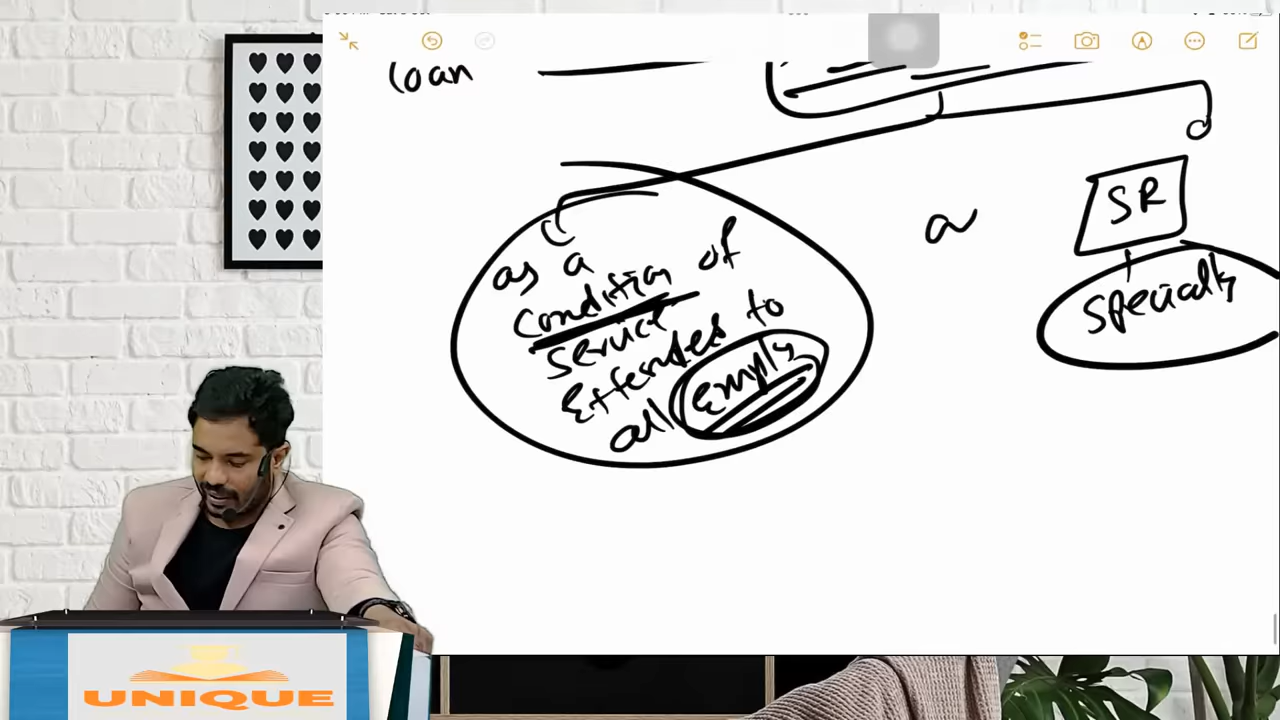 loan
as a
condition of
service
Extended to
all Emply
a
SR
Specially
UNIQUE